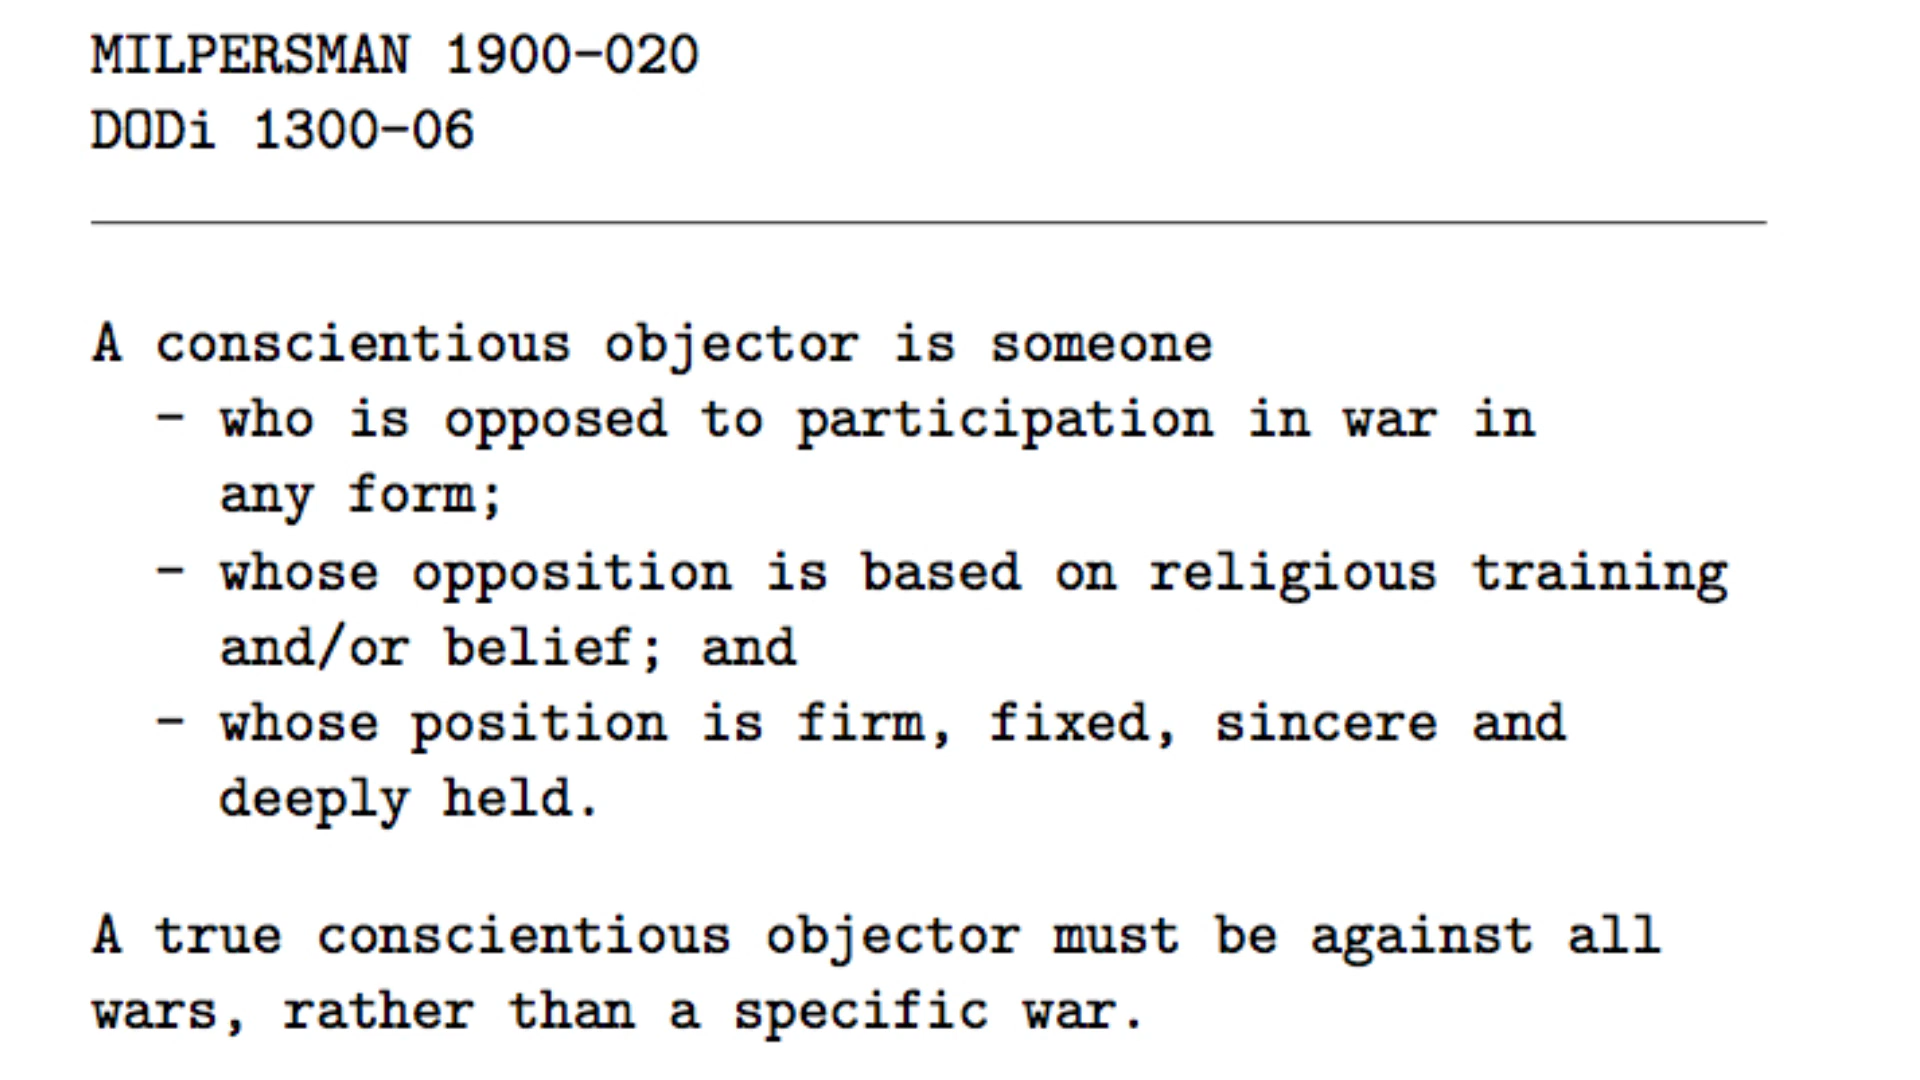 MILPERSMAN 1900-020
DODi 1300-06
A conscientious objector is someone
- who is opposed to participation in war in
any form;
- whose opposition is based on religious training
and/or belief; and
- whose position is firm, fixed, sincere and
deeply held.
A true conscientious objector must be against all
wars, rather than a specific war.